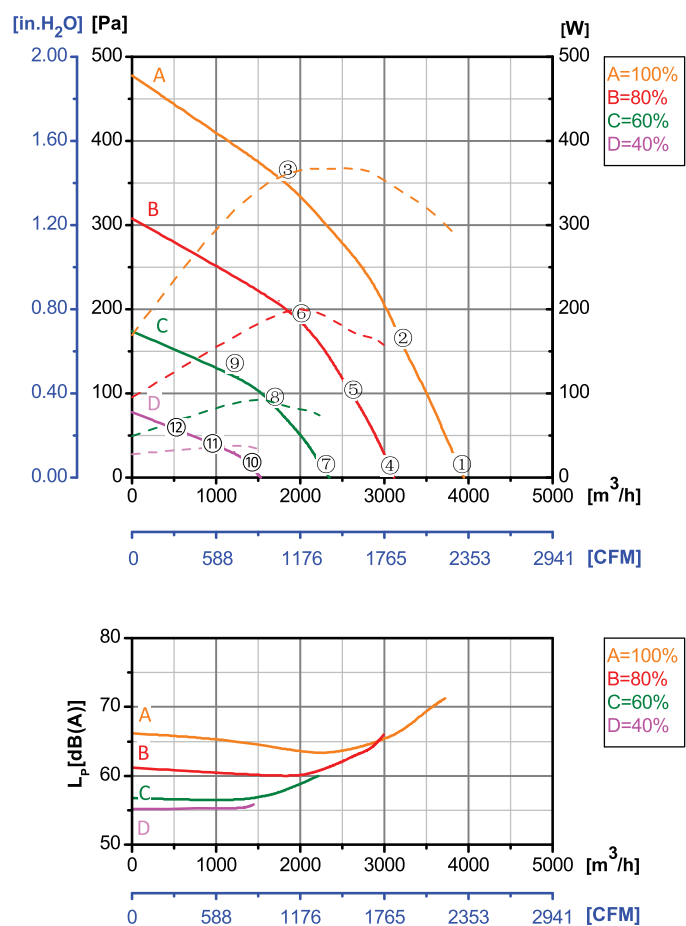 [in.H2O] [Pa] [W]
2.00 500 500
A
A=100%
B=80%
C=60%
D=40%
1.60 400 400
③
1.20 300 300
B
0.80 200 200
⑥
②
C
⑨
0.40 100 100
⑧
⑤
D
⑫
⑪
⑩ ⑦ ④ ①
0.00 0 0
0 1000 2000 3000 4000 5000 [m3/h]
0 588 1176 1765 2353 2941 [CFM]
80
A=100%
B=80%
C=60%
D=40%
70
A
LP[dB(A)]
B
60
C
D
50
0 1000 2000 3000 4000 5000 [m3/h]
0 588 1176 1765 2353 2941 [CFM]